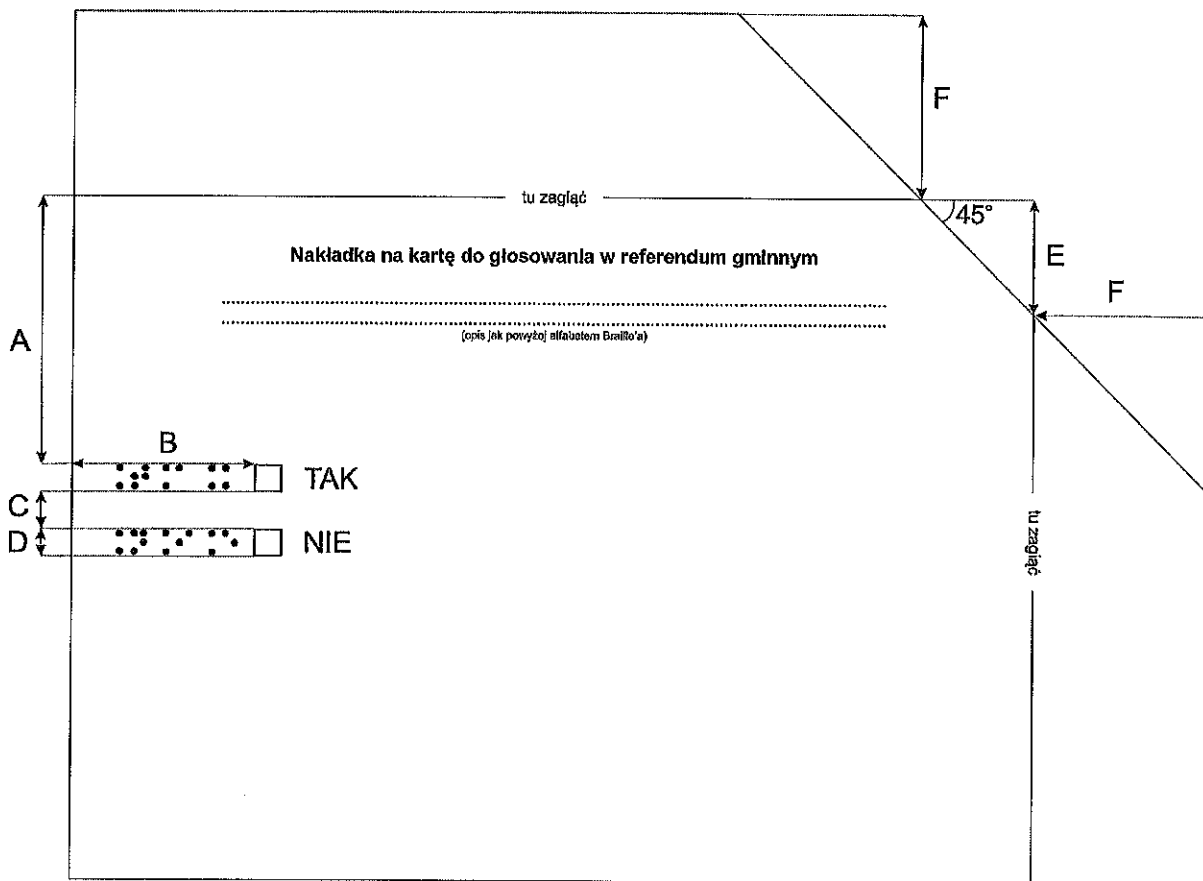 F
tu zagiąć
45°
E
Nakładka na kartę do głosowania w referendum gminnym
F
(opis jak powyżej alfabetem Braille'a)
A
B
TAK
C
D
NIE
tu zagiąć